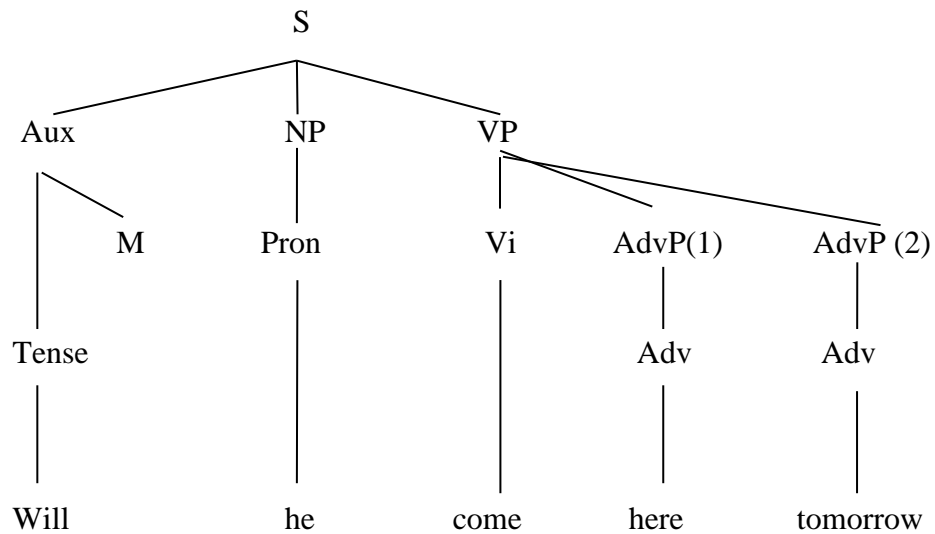 S
Aux NP VP
M Pron Vi AdvP(1) AdvP (2)
Tense Adv Adv
Will he come here tomorrow